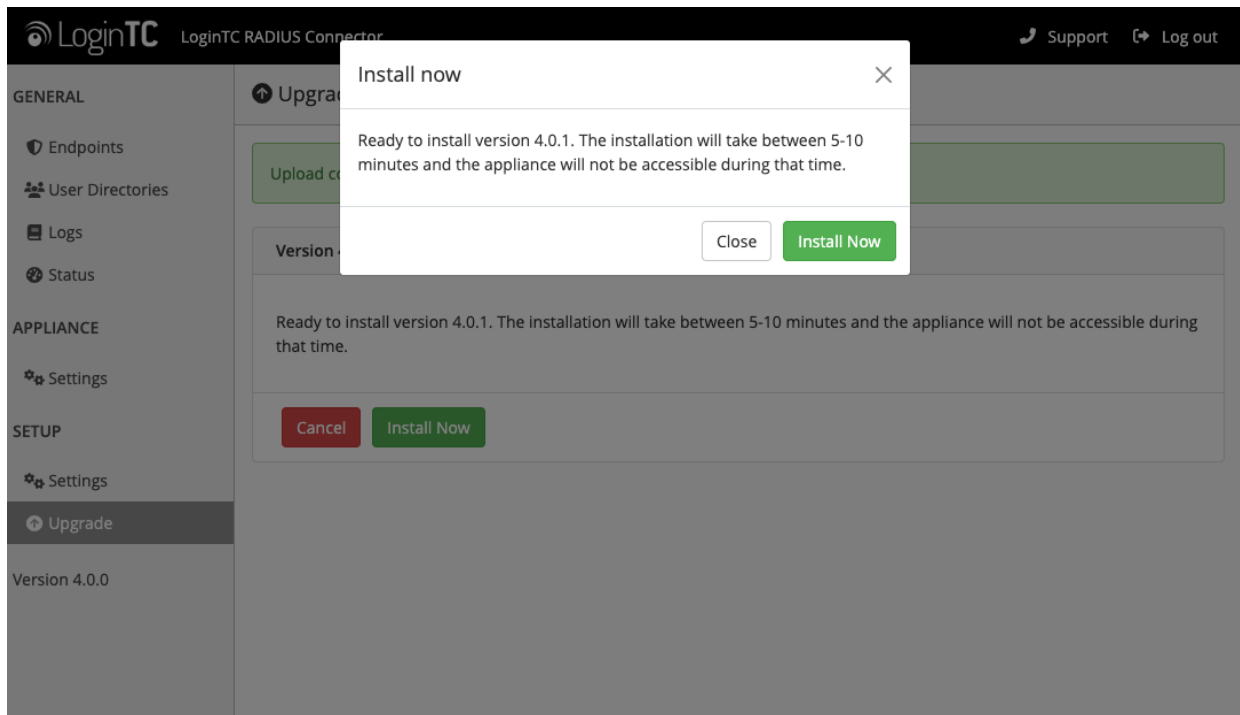 LoginTC LoginTC RADIUS Connector Support Log out
GENERAL
Endpoints
User Directories
Logs
Status
APPLIANCE
Settings
SETUP
Settings
Upgrade
Version 4.0.0
Install now
Ready to install version 4.0.1. The installation will take between 5-10
minutes and the appliance will not be accessible during that time.
Close Install Now
Upload
Version
Ready to install version 4.0.1. The installation will take between 5-10 minutes and the appliance will not be accessible during
that time.
Cancel Install Now